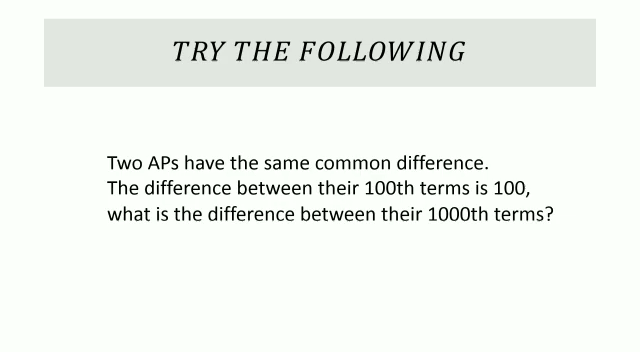 TRY THE FOLLOWING
Two APs have the same common difference.
The difference between their 100th terms is 100,
what is the difference between their 1000th terms?